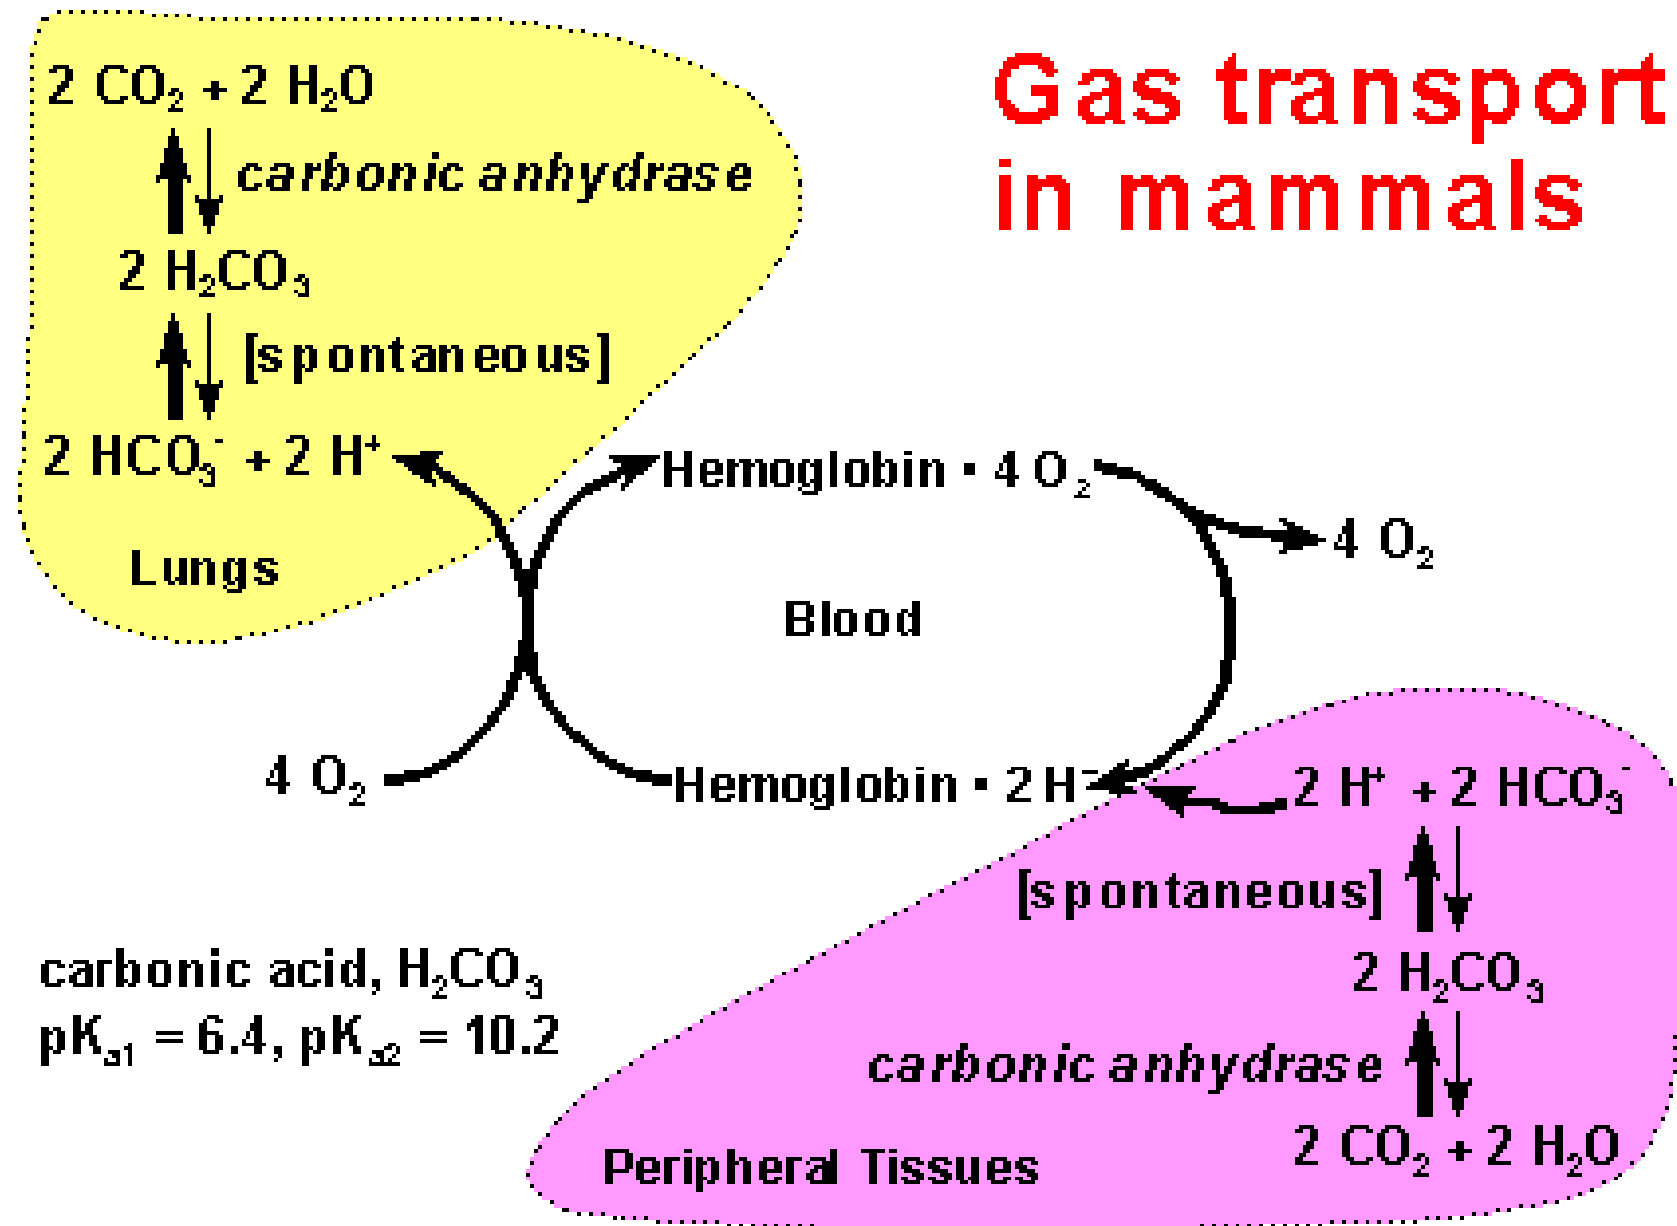 Gas transport
in mammals
2 CO₂ + 2 H₂O
carbonic anhydrase
2 H₂CO₃
[spontaneous]
2 HCO₃⁻ + 2 H⁺
Lungs
Hemoglobin · 4 O₂
4 O₂
Blood
4 O₂
Hemoglobin · 2 H⁻
2 H⁺ + 2 HCO₃⁻
[spontaneous]
2 H₂CO₃
carbonic anhydrase
2 CO₂ + 2 H₂O
Peripheral Tissues
carbonic acid, H₂CO₃
pKₐ₁ = 6.4, pKₐ₂ = 10.2